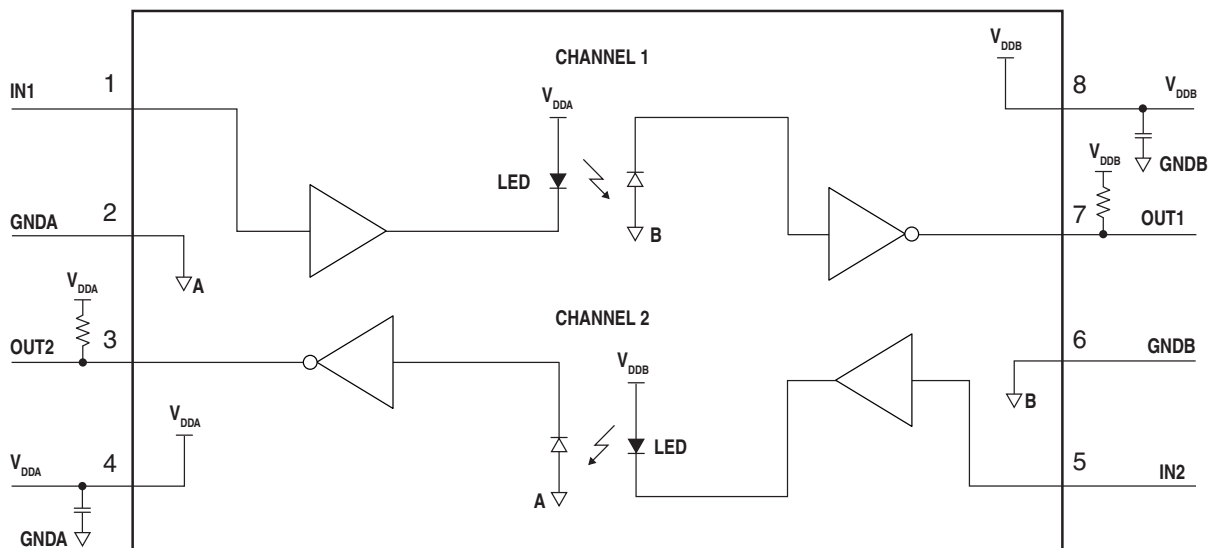 CHANNEL 1
V_DDB
IN1
1
8
V_DDB
V_DDA
V_DDB
GNDB
LED
GNDA
2
7
OUT1
B
A
V_DDA
CHANNEL 2
OUT2
3
6
GNDB
V_DDB
B
V_DDA
LED
V_DDA
4
5
IN2
A
GNDA